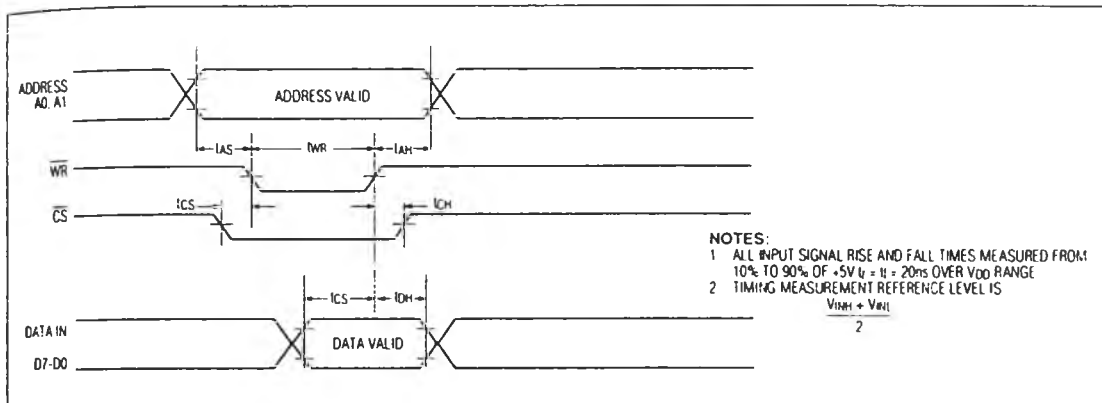 ADDRESS
A0, A1
ADDRESS VALID
tAS
tWR
tAH
WR
tCS
tCH
CS
NOTES:
1 ALL INPUT SIGNAL RISE AND FALL TIMES MEASURED FROM
10% TO 90% OF +5V tr = tf = 20ns OVER VDD RANGE
2 TIMING MEASUREMENT REFERENCE LEVEL IS
VINH + VINL
2
tCS
tDH
DATA IN
D7-D0
DATA VALID